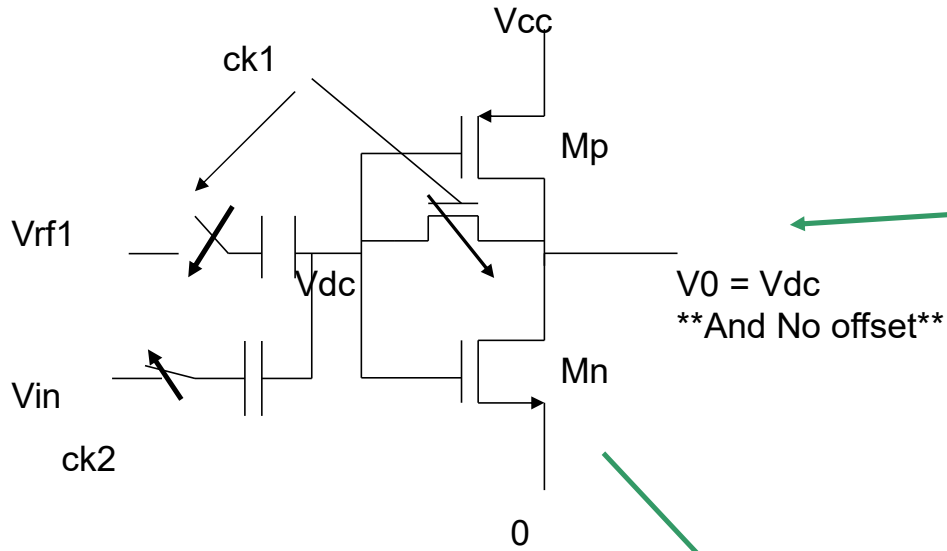 Vcc
ck1
Mp
Vrf1
Vdc
V0 = Vdc
**And No offset**
Mn
Vin
ck2
0